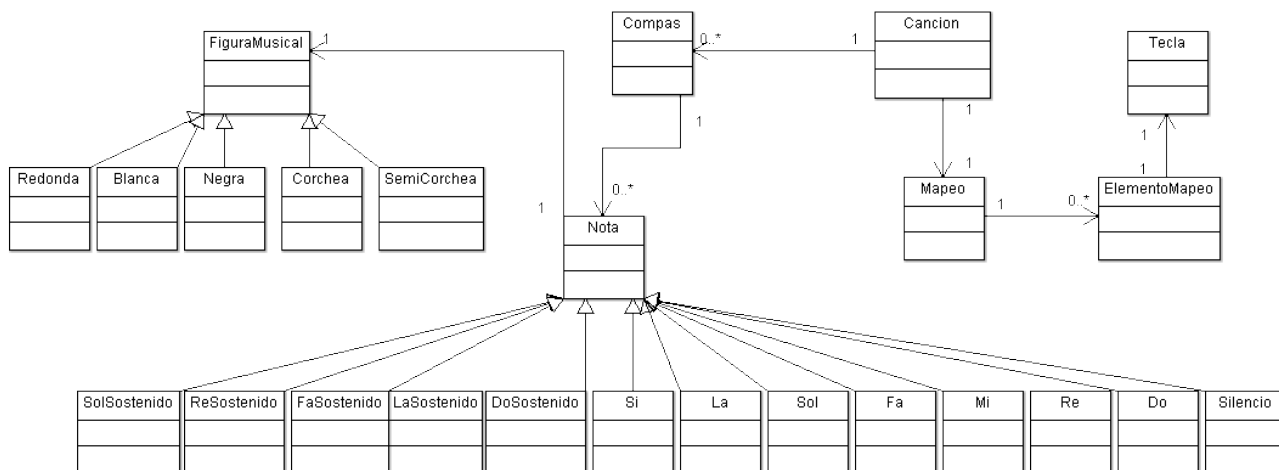 Compas
Cancion
FiguraMusical
Tecla
1
0..*
1
1
1
1
Redonda
Blanca
Negra
Corchea
SemiCorchea
1
1
Mapeo
ElementoMapeo
0..*
1
1
0..*
Nota
SolSostenido
ReSostenido
FaSostenido
LaSostenido
DoSostenido
Si
La
Sol
Fa
Mi
Re
Do
Silencio